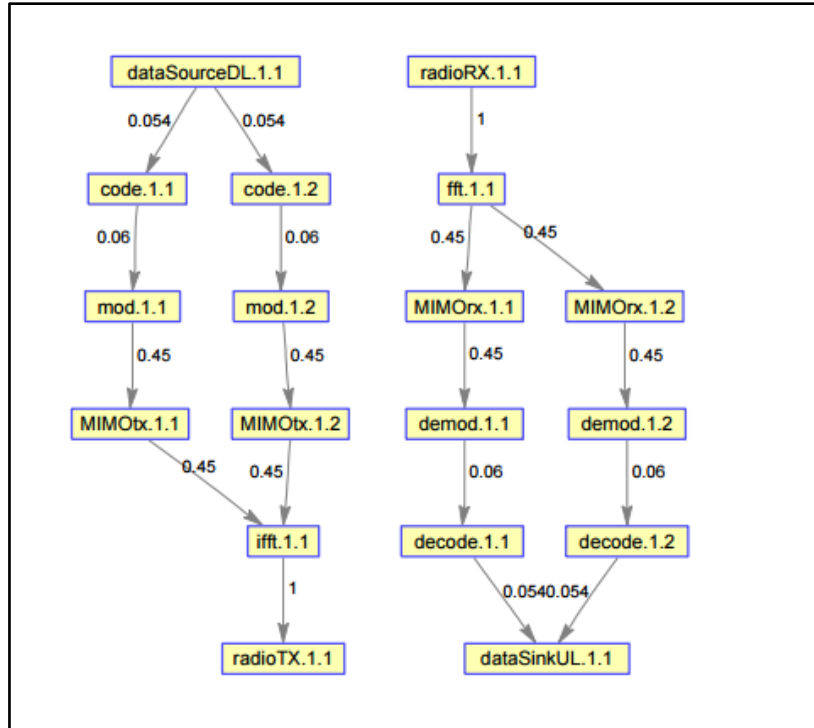 dataSourceDL.1.1 radioRX.1.1
0.054 0.054 1
code.1.1 code.1.2 fft.1.1
0.06 0.06 0.45 0.45
mod.1.1 mod.1.2 MIMOrx.1.1 MIMOrx.1.2
0.45 0.45 0.45 0.45
MIMOtx.1.1 MIMOtx.1.2 demod.1.1 demod.1.2
0.45 0.45 0.06 0.06
ifft.1.1 decode.1.1 decode.1.2
1 0.054 0.054
radioTX.1.1 dataSinkUL.1.1